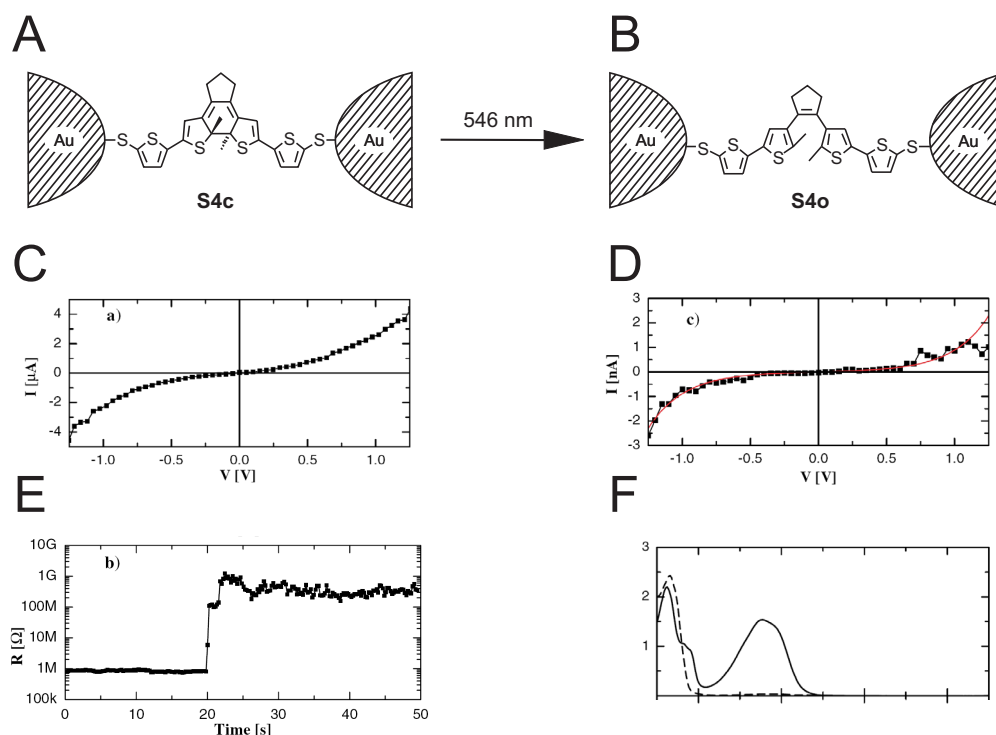 A
B
Au
S
S
S
S
S
S
Au
S4c
546 nm
Au
S
S
S
S
S
S
Au
S4o
C
D
a)
I [µA]
4
2
0
-2
-4
-1.0
-0.5
0.0
0.5
1.0
V [V]
c)
I [nA]
3
2
1
0
-1
-2
-3
-1.0
-0.5
0.0
0.5
1.0
V [V]
E
F
b)
R [Ω]
10G
1G
100M
10M
1M
100k
0
10
20
30
40
50
Time [s]
3
2
1